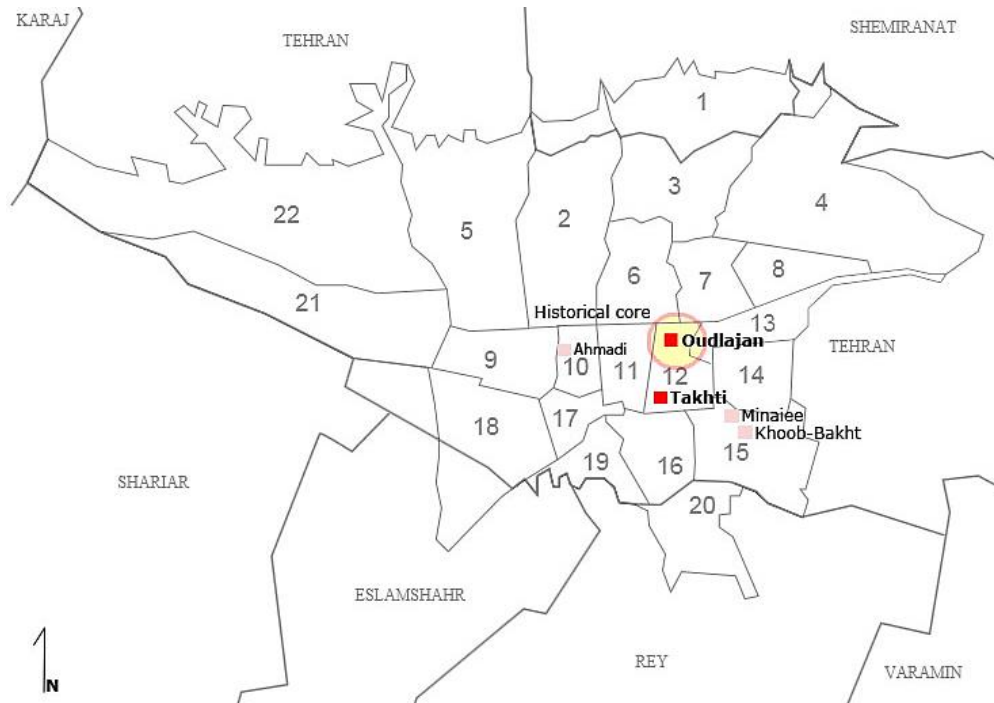 KARAJ
TEHRAN
SHEMIRANAT
1
3
4
22
5
2
6
7
8
21
Historical core
13
Oudlajan
TEHRAN
9
Ahmadi
10
11
12
14
Takhti
Minaiee
Khoob-Bakht
18
17
15
19
16
SHARIAR
20
ESLAMSHAHR
REY
VARAMIN
N